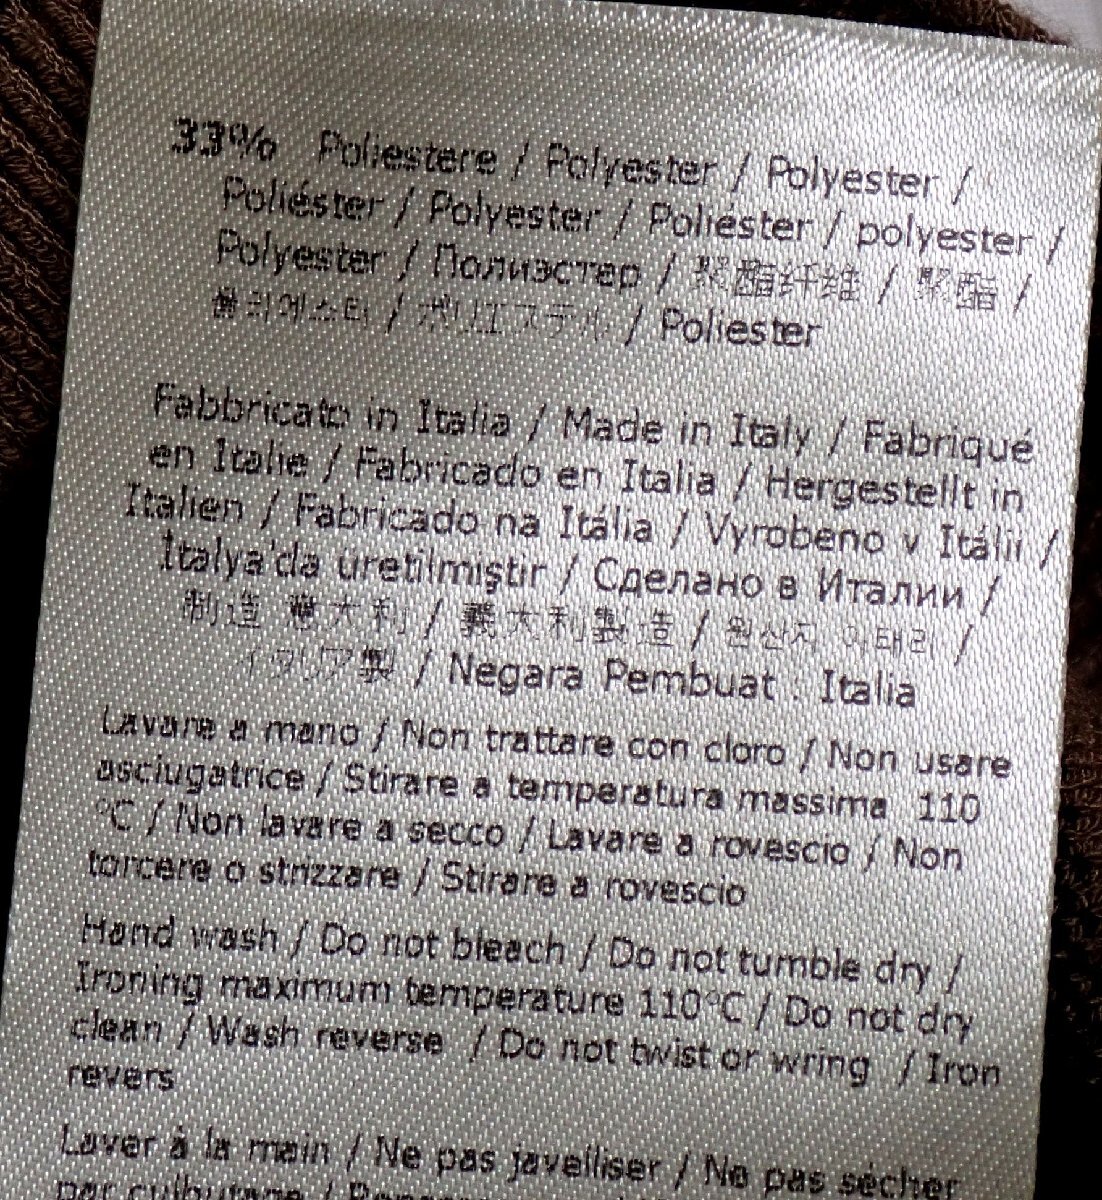 33% Poliestere / Polyester / Polyester /
Poliéster / Polyester / Poliéster / polyester /
Polyester / Полиэстер / 聚酯纤维 / 聚酯 /
폴리에스터 / ポリエステル / Poliester
Fabbricato in Italia / Made in Italy / Fabriqué
en Italie / Fabricado en Italia / Hergestellt in
Italien / Fabricado na Itália / Vyrobeno v Itálii /
İtalya'da üretilmiştir / Сделано в Италии /
制造 意大利 / 義大利製造 / 원산지 이태리 /
イタリア製 / Negara Pembuat : Italia
Lavare a mano / Non trattare con cloro / Non usare
asciugatrice / Stirare a temperatura massima 110
°C / Non lavare a secco / Lavare a rovescio / Non
torcere o strizzare / Stirare a rovescio
Hand wash / Do not bleach / Do not tumble dry /
Ironing maximum temperature 110°C / Do not dry
clean / Wash reverse / Do not twist or wring / Iron
revers
Laver à la main / Ne pas javelliser / Ne pas sécher
par culbutage /